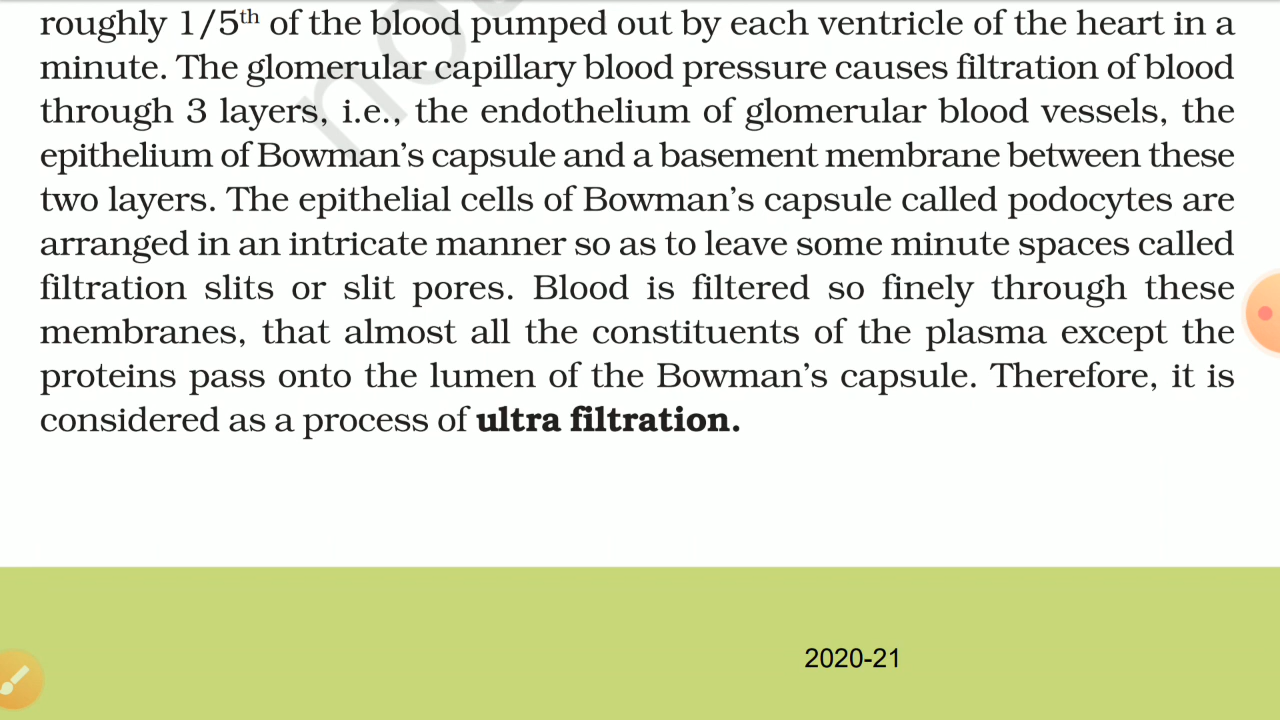 roughly 1/5th of the blood pumped out by each ventricle of the heart in a
minute. The glomerular capillary blood pressure causes filtration of blood
through 3 layers, i.e., the endothelium of glomerular blood vessels, the
epithelium of Bowman's capsule and a basement membrane between these
two layers. The epithelial cells of Bowman's capsule called podocytes are
arranged in an intricate manner so as to leave some minute spaces called
filtration slits or slit pores. Blood is filtered so finely through these
membranes, that almost all the constituents of the plasma except the
proteins pass onto the lumen of the Bowman's capsule. Therefore, it is
considered as a process of ultra filtration.
2020-21